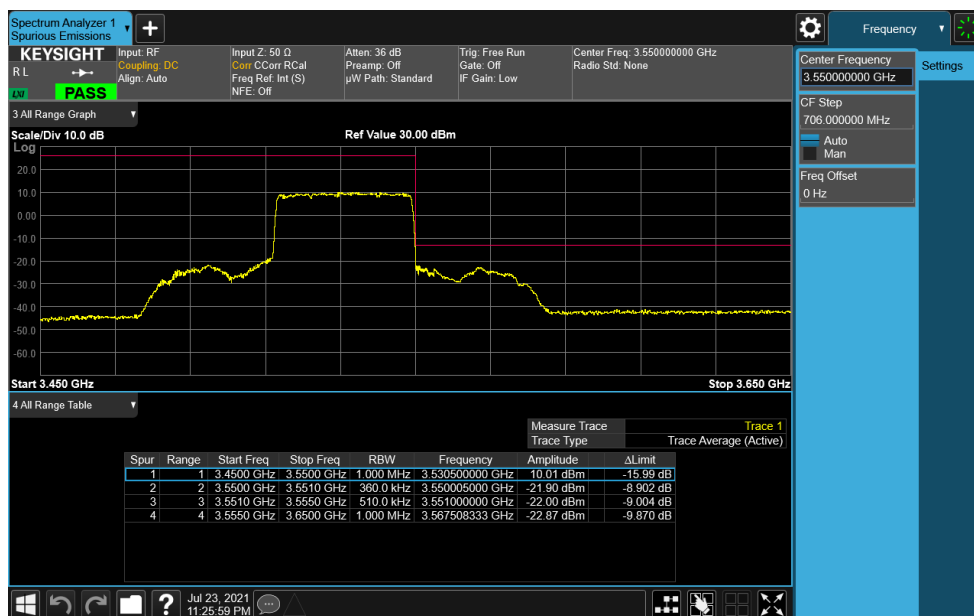 Spectrum Analyzer 1
Spurious Emissions
Frequency
KEYSIGHT
R L
LXI
PASS
Input: RF
Coupling: DC
Align: Auto
Input Z: 50 Ω
Corr CCorr RCal
Freq Ref: Int (S)
NFE: Off
Atten: 36 dB
Preamp: Off
µW Path: Standard
Trig: Free Run
Gate: Off
IF Gain: Low
Center Freq: 3.550000000 GHz
Radio Std: None
Center Frequency
3.550000000 GHz
Settings
CF Step
706.000000 MHz
Auto
Man
Freq Offset
0 Hz
3 All Range Graph
Scale/Div 10.0 dB
Ref Value 30.00 dBm
Log
20.0
10.0
0.00
-10.0
-20.0
-30.0
-40.0
-50.0
-60.0
Start 3.450 GHz
Stop 3.650 GHz
4 All Range Table
Measure Trace Trace 1
Trace Type Trace Average (Active)
Spur Range Start Freq Stop Freq RBW Frequency Amplitude ΔLimit
1 1 3.4500 GHz 3.5500 GHz 1.000 MHz 3.530500000 GHz 10.01 dBm -15.99 dB
2 2 3.5500 GHz 3.5510 GHz 360.0 kHz 3.550005000 GHz -21.90 dBm -8.902 dB
3 3 3.5510 GHz 3.5550 GHz 510.0 kHz 3.551000000 GHz -22.00 dBm -9.004 dB
4 4 3.5550 GHz 3.6500 GHz 1.000 MHz 3.567508333 GHz -22.87 dBm -9.870 dB
Jul 23, 2021
11:25:59 PM